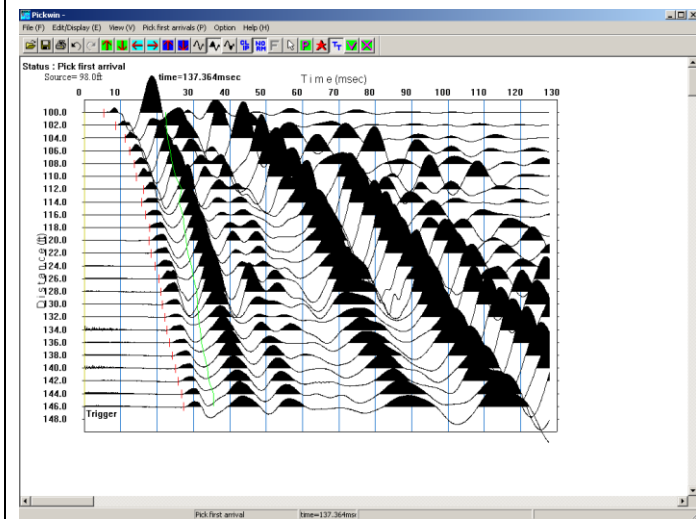 Pickwin -
File (F) Edit/Display (E) View (V) Pick first arrivals (P) Option Help (H)
Status : Pick first arrival
Source= 98.0ft
time=137.364msec
Time (msec)
0 10 30 40 50 60 70 80 90 100 110 120 130
Distance(ft)
100.0
102.0
104.0
106.0
108.0
110.0
112.0
114.0
116.0
118.0
120.0
122.0
124.0
126.0
128.0
130.0
132.0
134.0
136.0
138.0
140.0
142.0
144.0
146.0
148.0
Trigger
Pick first arrival
time=137.364ms